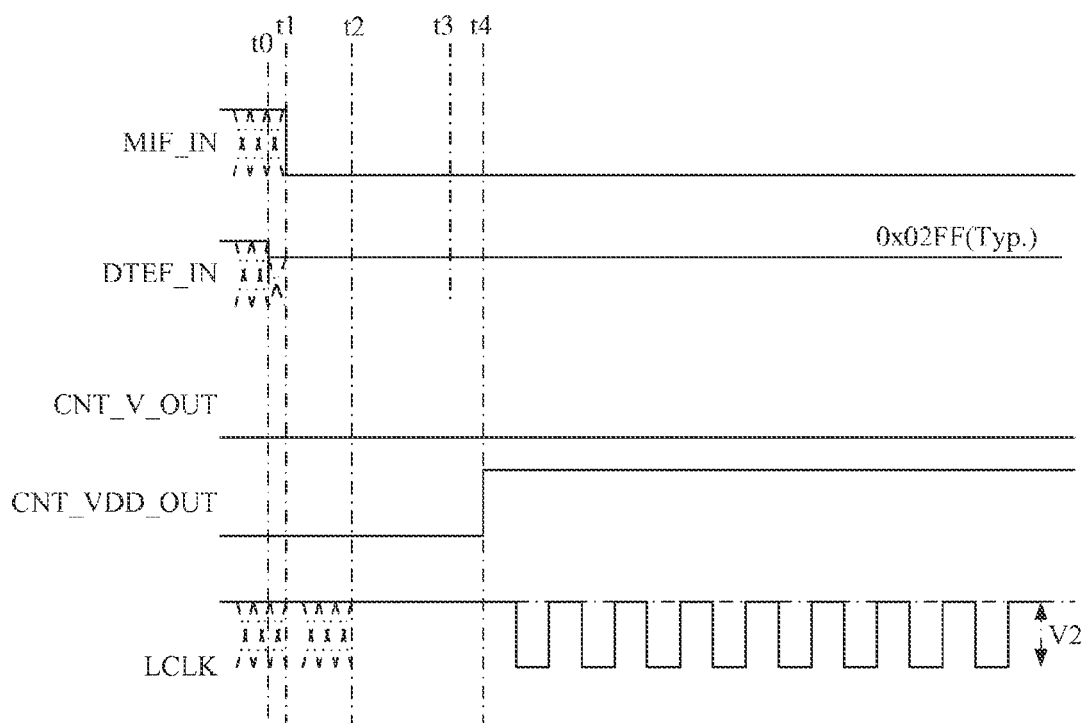 t0 t1 t2 t3 t4
MIF_IN
0x02FF(Typ.)
DTEF_IN
CNT_V_OUT
CNT_VDD_OUT
V2
LCLK